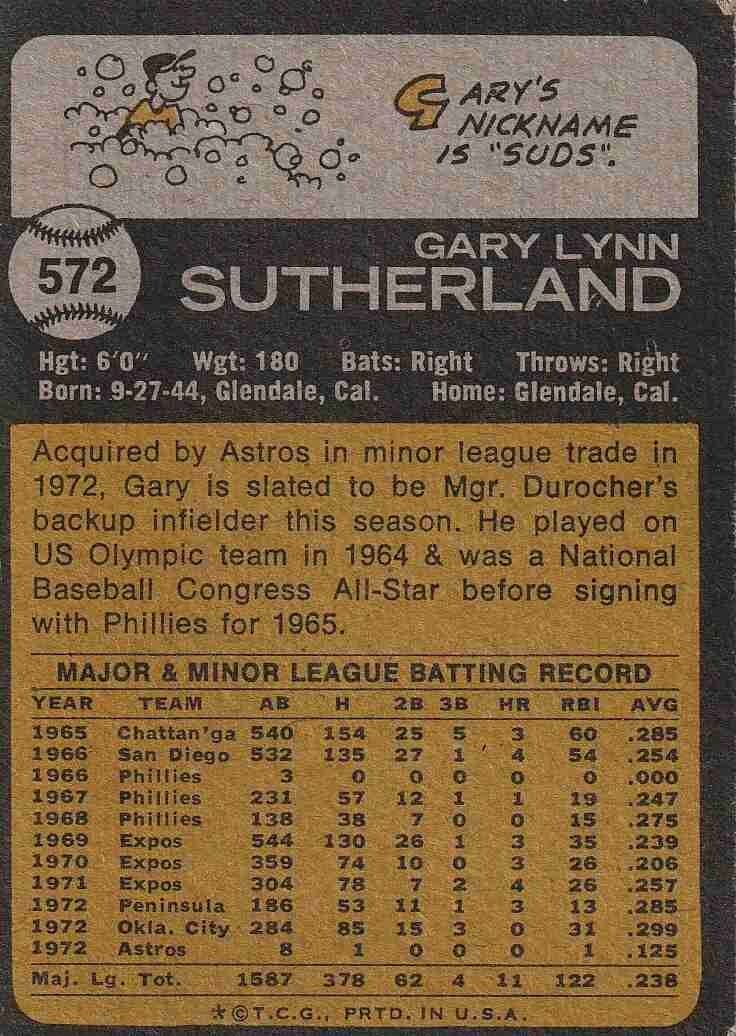 GARY'S
NICKNAME
IS "SUDS".
572
GARY LYNN
SUTHERLAND
Hgt: 6'0" Wgt: 180 Bats: Right Throws: Right
Born: 9-27-44, Glendale, Cal. Home: Glendale, Cal.
Acquired by Astros in minor league trade in
1972, Gary is slated to be Mgr. Durocher's
backup infielder this season. He played on
US Olympic team in 1964 & was a National
Baseball Congress All-Star before signing
with Phillies for 1965.
MAJOR & MINOR LEAGUE BATTING RECORD
YEAR TEAM AB H 2B 3B HR RBI AVG
1965 Chattan'ga 540 154 25 5 3 60 .285
1966 San Diego 532 135 27 1 4 54 .254
1966 Phillies 3 0 0 0 0 0 .000
1967 Phillies 231 57 12 1 1 19 .247
1968 Phillies 138 38 7 0 0 15 .275
1969 Expos 544 130 26 1 3 35 .239
1970 Expos 359 74 10 0 3 26 .206
1971 Expos 304 78 7 2 4 26 .257
1972 Peninsula 186 53 11 1 3 13 .285
1972 Okla. City 284 85 15 3 0 31 .299
1972 Astros 8 1 0 0 0 1 .125
Maj. Lg. Tot. 1587 378 62 4 11 122 .238
*©T.C.G., PRTD. IN U.S.A.